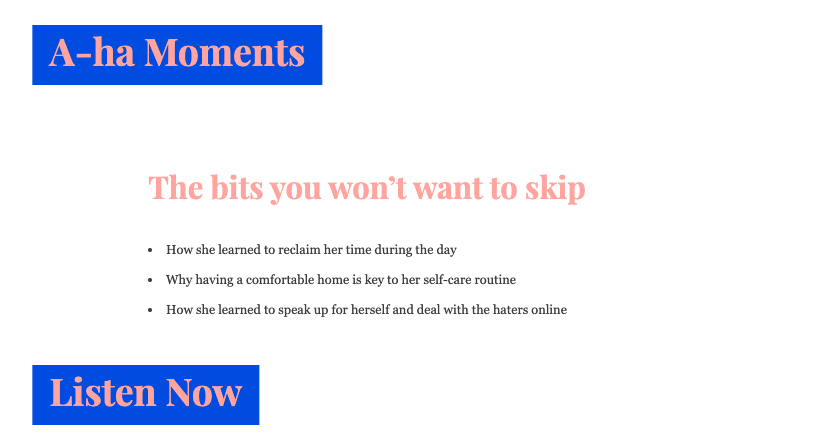 A-ha Moments
The bits you won’t want to skip
• How she learned to reclaim her time during the day
• Why having a comfortable home is key to her self-care routine
• How she learned to speak up for herself and deal with the haters online
Listen Now